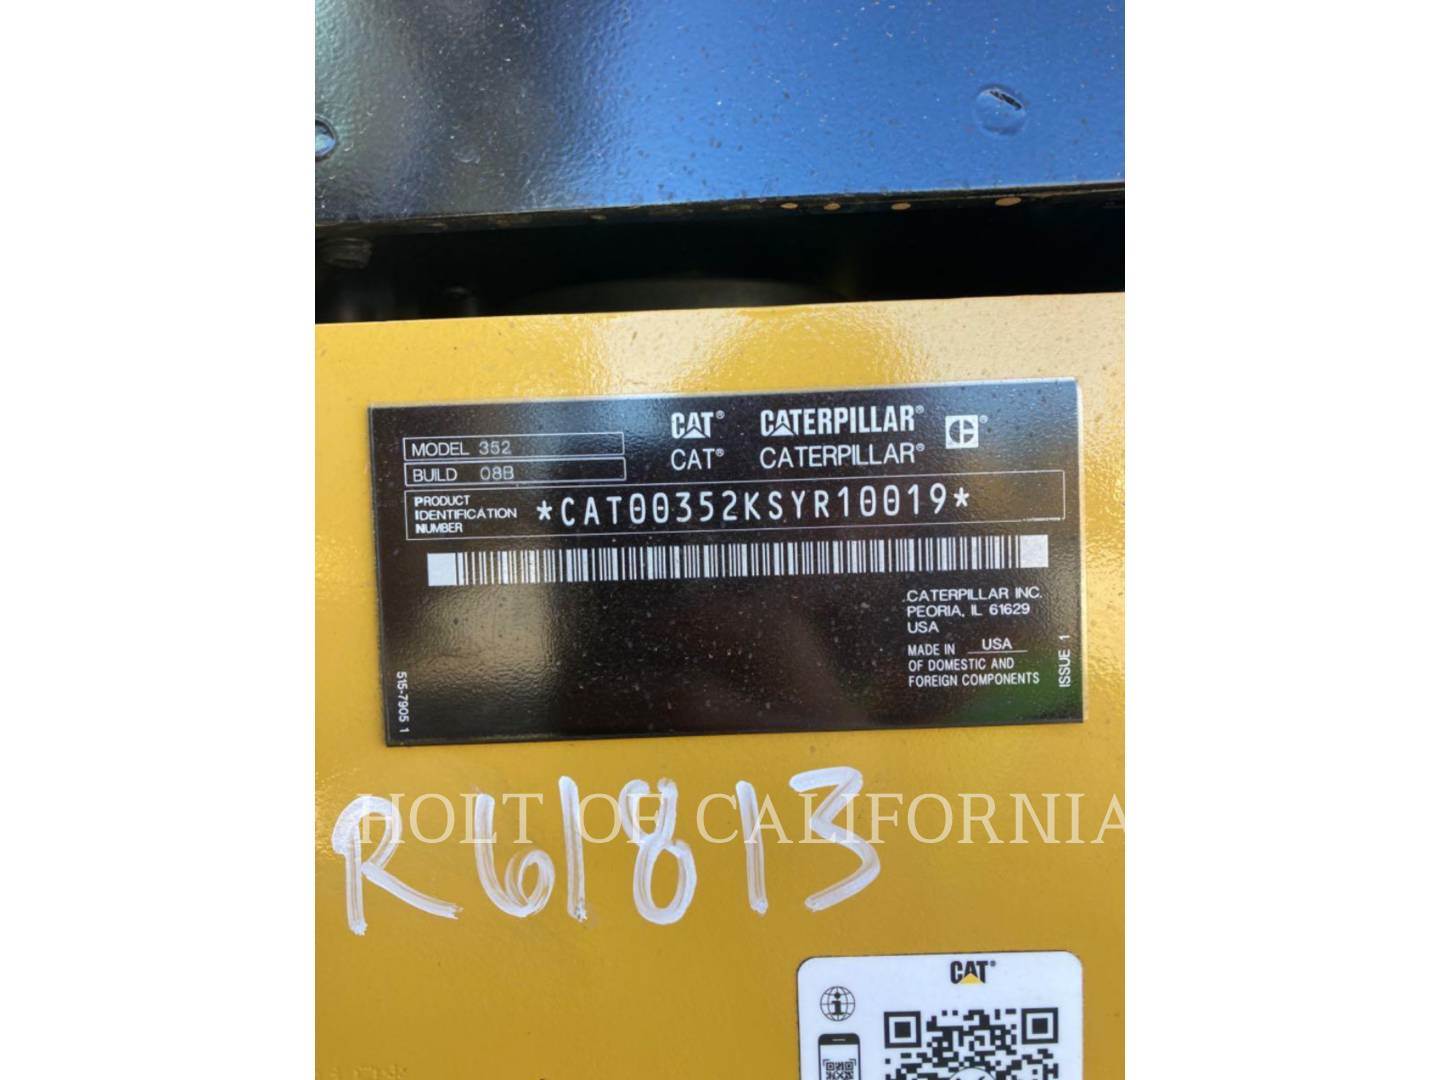 CAT® CATERPILLAR®
CAT® CATERPILLAR®
MODEL 352
BUILD 08B
PRODUCT
IDENTIFICATION
NUMBER
*CAT00352KSYR10019*
CATERPILLAR INC.
PEORIA, IL 61629
USA
MADE IN USA
OF DOMESTIC AND
FOREIGN COMPONENTS
ISSUE 1
515-7905 1
HOLT OF CALIFORNIA
R61813
CAT®